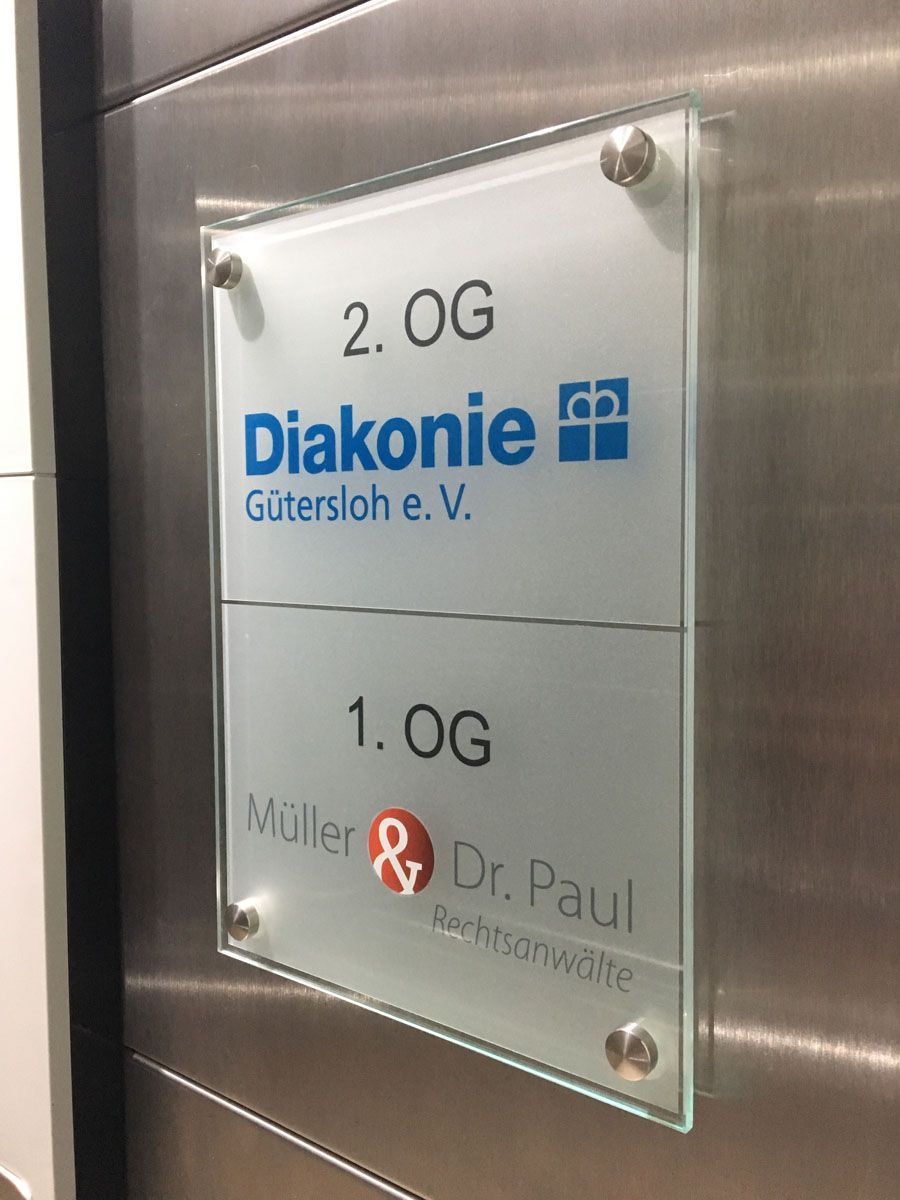 2. OG
Diakonie
Gütersloh e. V.
1. OG
Müller & Dr. Paul
Rechtsanwälte